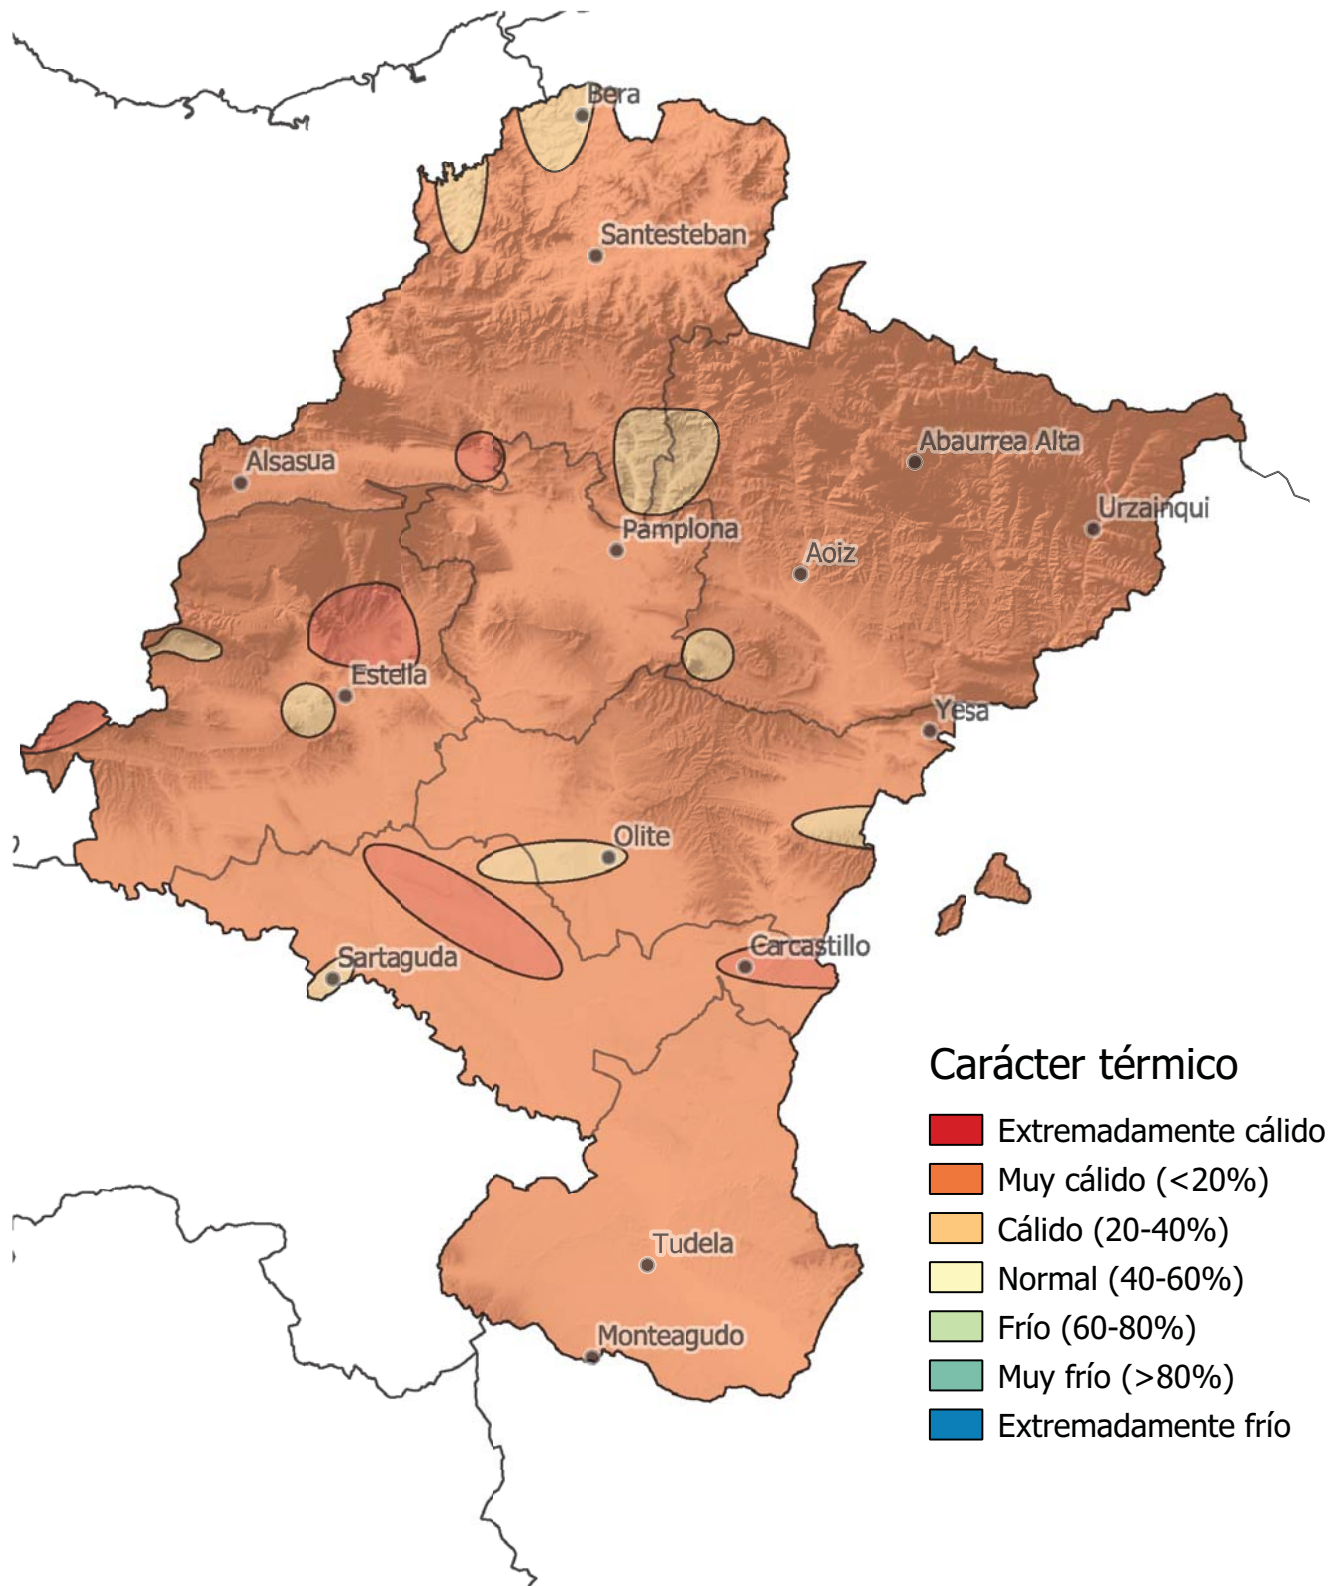 Bera
Santesteban
Alsasua
Abaurrea Alta
Urzainqui
Pamplona
Aoiz
Estella
Yesa
Olite
Sartaguda
Carcastillo
Tudela
Monteagudo
Carácter térmico
Extremadamente cálido
Muy cálido (<20%)
Cálido (20-40%)
Normal (40-60%)
Frío (60-80%)
Muy frío (>80%)
Extremadamente frío